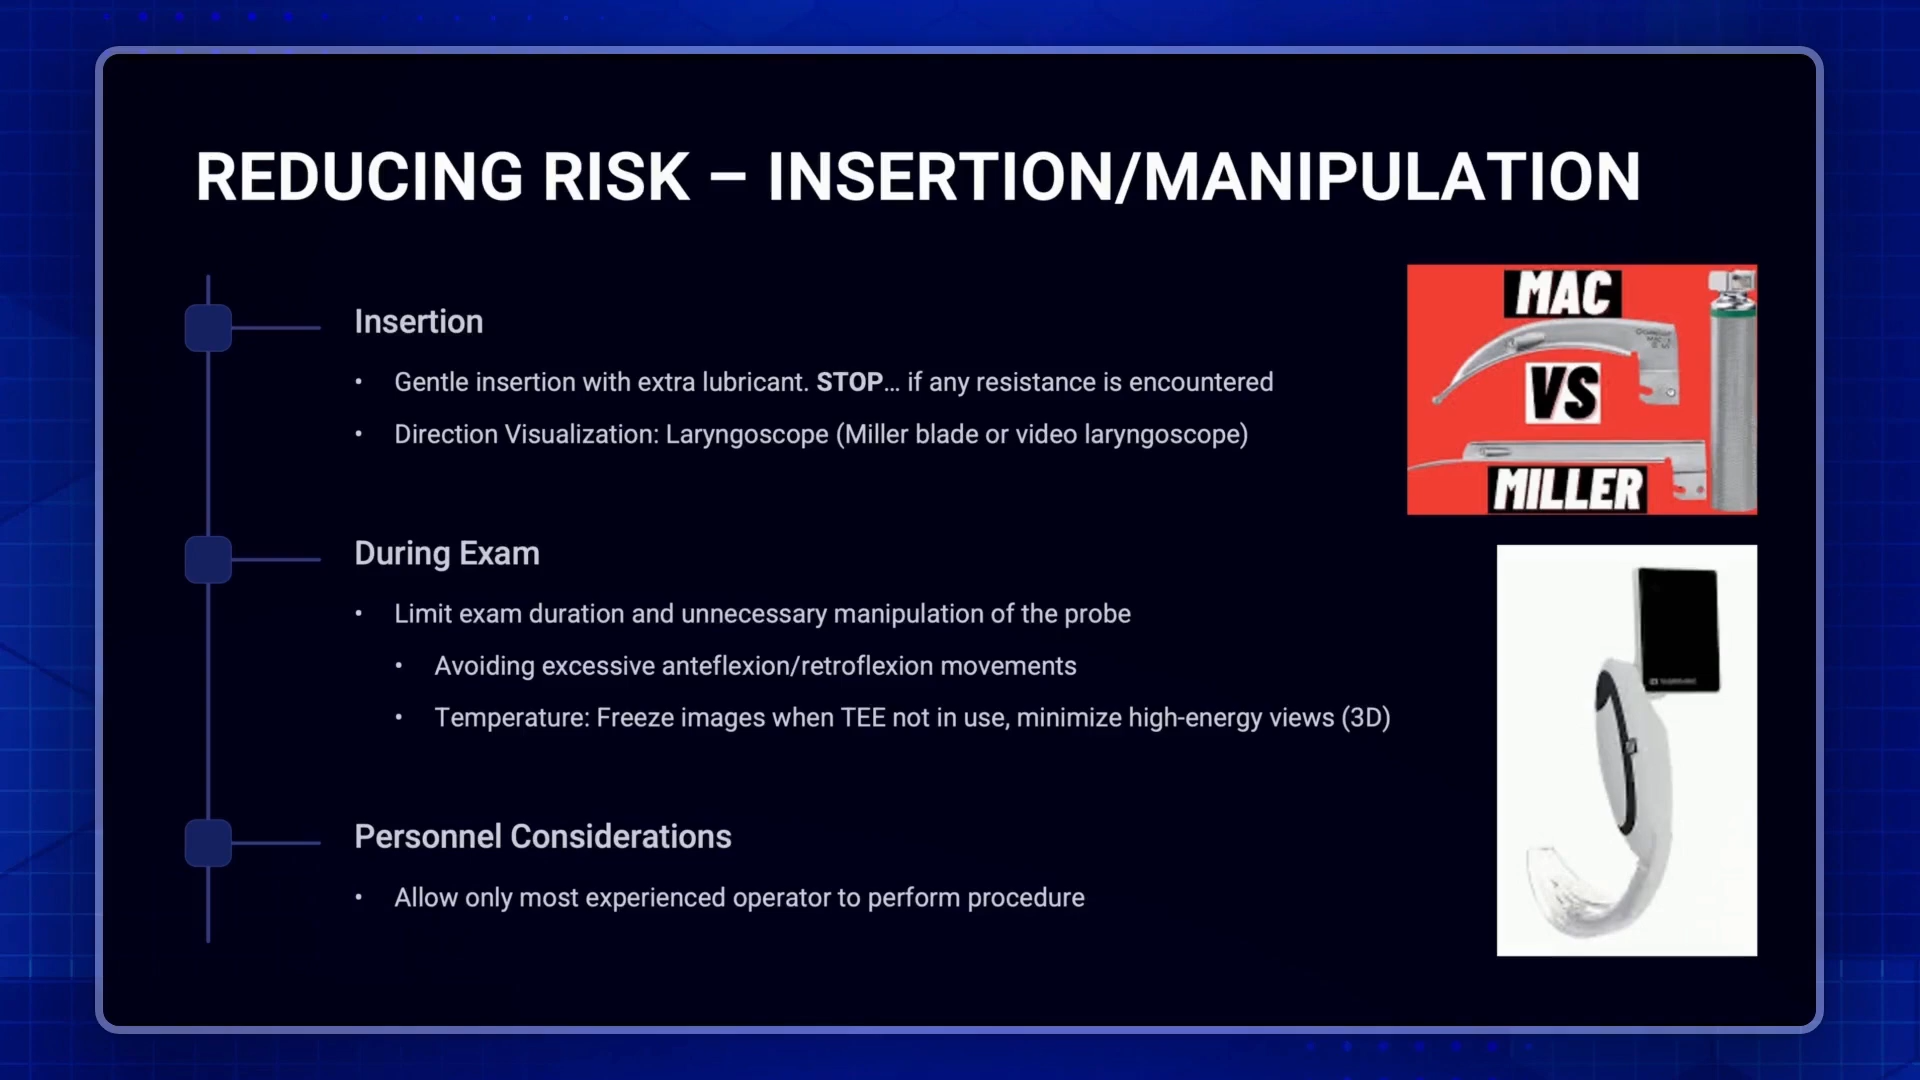 REDUCING RISK – INSERTION/MANIPULATION
Insertion
• Gentle insertion with extra lubricant. STOP... if any resistance is encountered
• Direction Visualization: Laryngoscope (Miller blade or video laryngoscope)
During Exam
• Limit exam duration and unnecessary manipulation of the probe
• Avoiding excessive anteflexion/retroflexion movements
• Temperature: Freeze images when TEE not in use, minimize high-energy views (3D)
Personnel Considerations
• Allow only most experienced operator to perform procedure
MAC
VS
MILLER